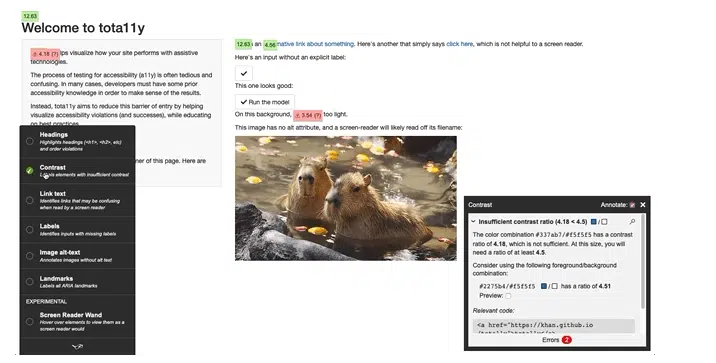 12.63
Welcome to tota11y
4.18 (?) lps visualize how your site performs with assistive
technologies.
The process of testing for accessibility (a11y) is often tedious and
confusing. In many cases, developers must have some prior
accessibility knowledge in order to make sense of the results.
Instead, tota11y aims to reduce this barrier of entry by helping
visualize accessibility violations (and successes), while educating
on best practices.
ner of this page. Here are
Headings
Highlights headings (<h1>, <h2>, etc)
and order violations
Contrast
Labels elements with insufficient contrast
Link text
Identifies links that may be confusing
when read by a screen reader
Labels
Identifies inputs with missing labels
Image alt-text
Annotates images without alt text
Landmarks
Labels all ARIA landmarks
EXPERIMENTAL
Screen Reader Wand
Hover over elements to view them as a
screen reader would
12.63 an 4.56 native link about something. Here's another that simply says click here, which is not helpful to a screen reader.
Here's an input without an explicit label:
This one looks good:
Run the model
On this background, 3.54 (?) too light.
This image has no alt attribute, and a screen-reader will likely read off its filename:
Contrast Annotate:
Insufficient contrast ratio (4.18 < 4.5) /
The color combination #337ab7/#f5f5f5 has a contrast
ratio of 4.18, which is not sufficient. At this size, you will
need a ratio of at least 4.5.
Consider using the following foreground/background
combination:
#2275b4/#f5f5f5 / has a ratio of 4.51
Preview:
Relevant code:
<a href="https://khan.github.io
Errors 2